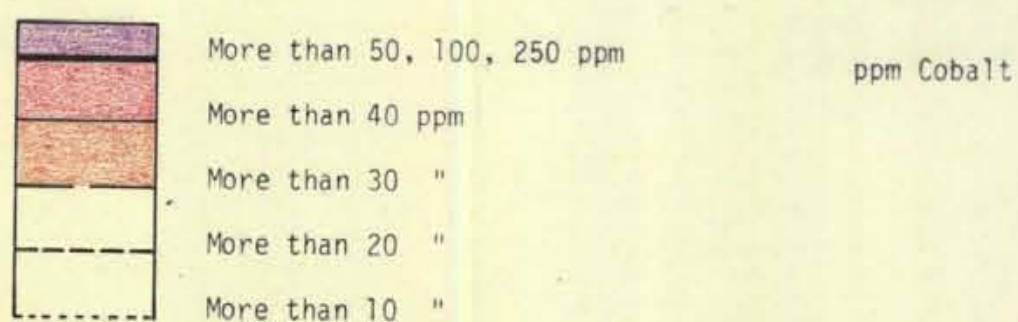 More than 50, 100, 250 ppm
ppm Cobalt
More than 40 ppm
More than 30 "
More than 20 "
More than 10 "